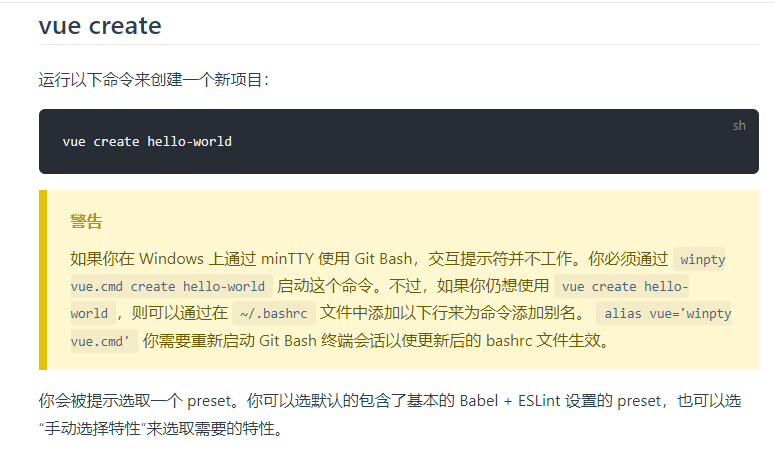 vue create
运行以下命令来创建一个新项目：
sh
vue create hello-world
警告
如果你在 Windows 上通过 minTTY 使用 Git Bash，交互提示符并不工作。你必须通过 winpty
vue.cmd create hello-world 启动这个命令。不过，如果你仍想使用 vue create hello-
world，则可以通过在 ~/.bashrc 文件中添加以下行来为命令添加别名。 alias vue='winpty
vue.cmd' 你需要重新启动 Git Bash 终端会话以使更新后的 bashrc 文件生效。
你会被提示选取一个 preset。你可以选默认的包含了基本的 Babel + ESLint 设置的 preset，也可以选
“手动选择特性”来选取需要的特性。